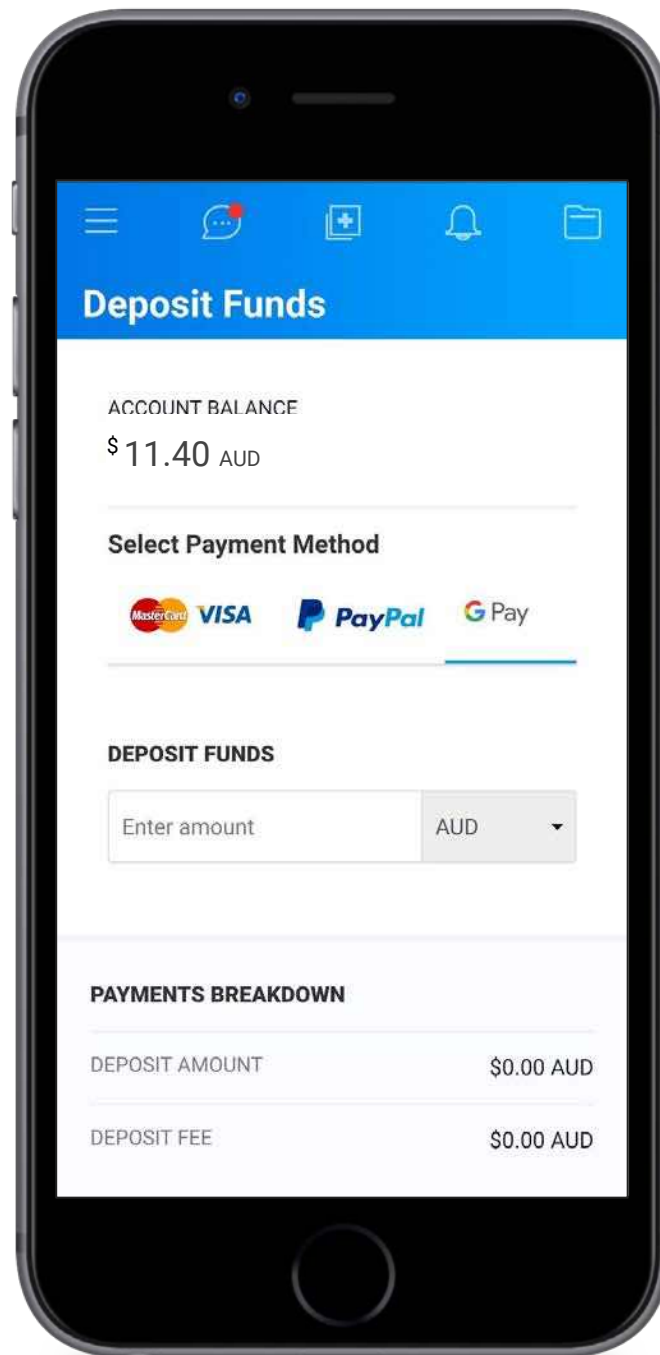 Deposit Funds
ACCOUNT BALANCE
$11.40 AUD
Select Payment Method
MasterCard VISA PayPal G Pay
DEPOSIT FUNDS
Enter amount AUD
PAYMENTS BREAKDOWN
DEPOSIT AMOUNT $0.00 AUD
DEPOSIT FEE $0.00 AUD